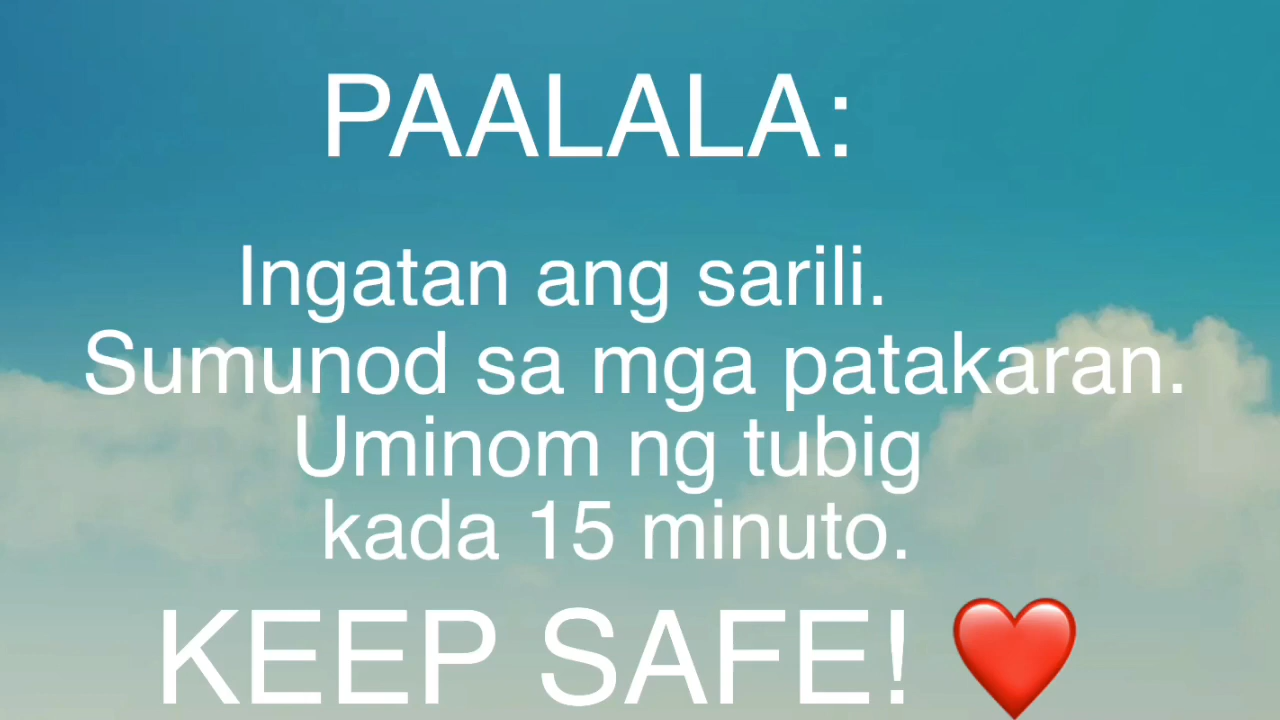 PAALALA:
Ingatan ang sarili.
Sumunod sa mga patakaran.
Uminom ng tubig
kada 15 minuto.
KEEP SAFE! ❤️